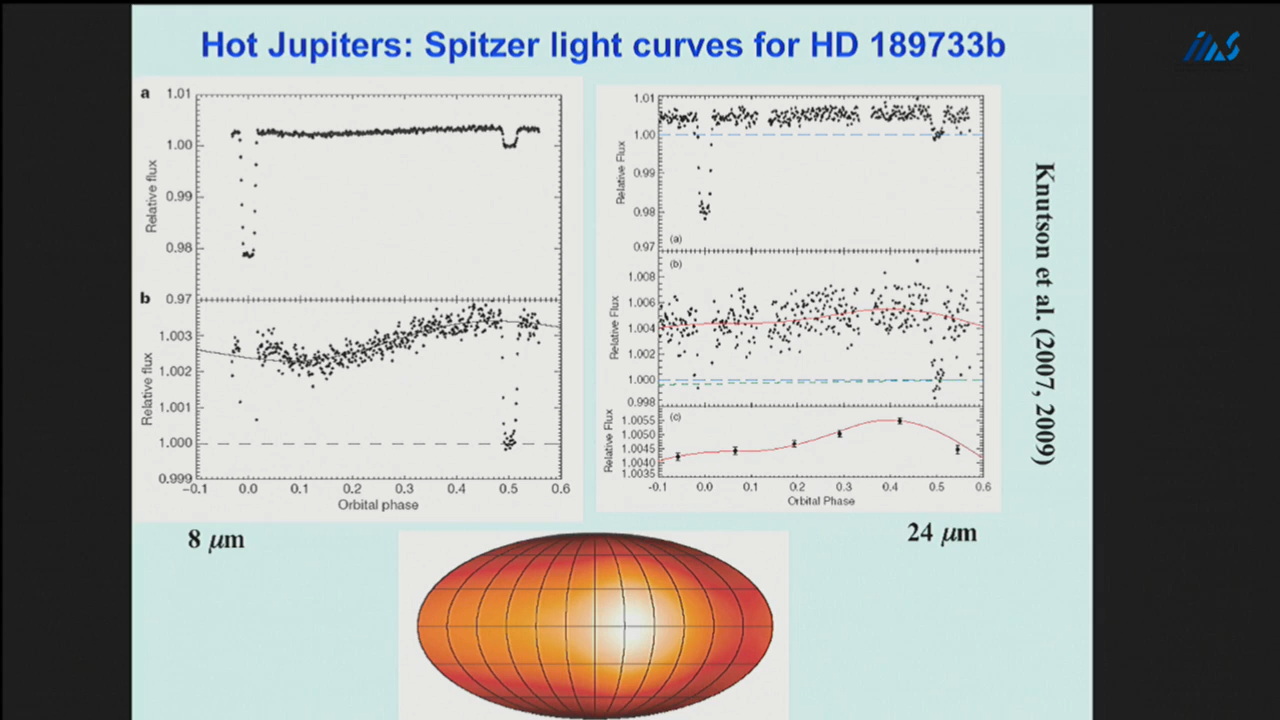 Hot Jupiters: Spitzer light curves for HD 189733b
a
1.01
1.00
0.99
0.98
0.97
Relative flux
b
1.003
1.002
1.001
1.000
0.999
Relative flux
−0.1 0.0 0.1 0.2 0.3 0.4 0.5 0.6
Orbital phase
8 μm
1.01
1.00
0.99
0.98
0.97
Relative Flux
(a)
(b)
1.008
1.006
1.004
1.002
1.000
0.998
Relative Flux
(c)
1.0055
1.0050
1.0045
1.0040
1.0035
Relative Flux
-0.1 0.0 0.1 0.2 0.3 0.4 0.5 0.6
Orbital Phase
24 μm
Knutson et al. (2007, 2009)